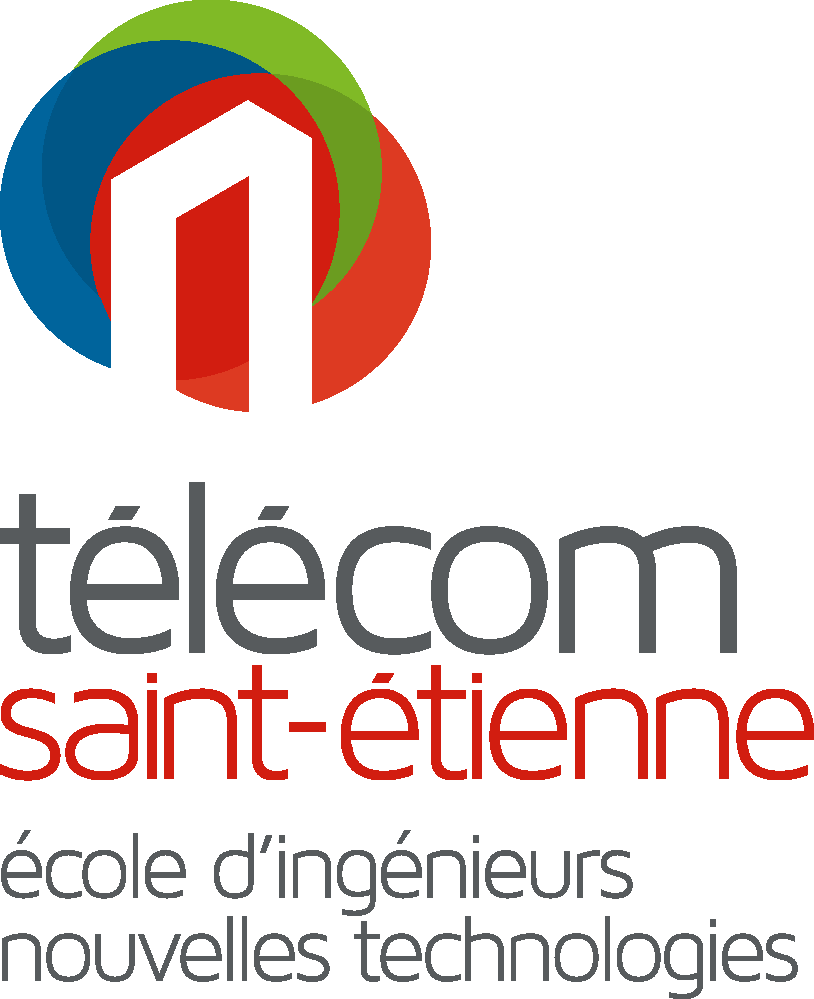 télécom
saint-étienne
école d'ingénieurs
nouvelles technologies